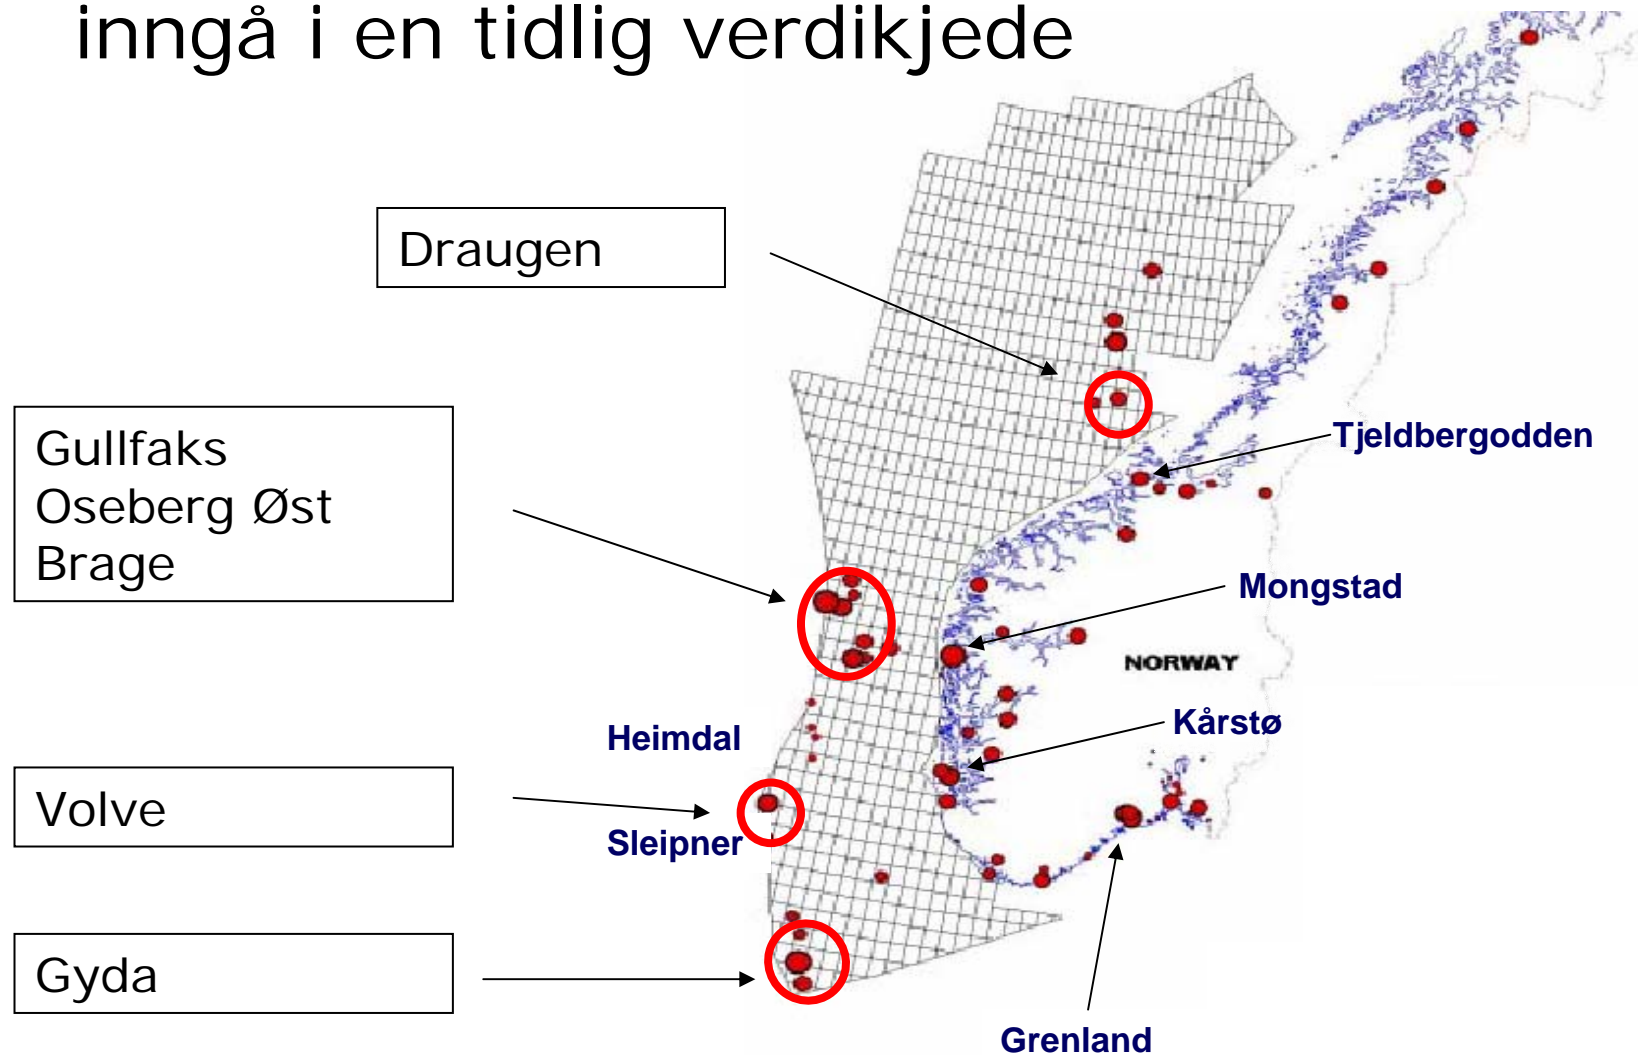 inngå i en tidlig verdikjede
Draugen
Gullfaks
Oseberg Øst
Brage
Tjeldbergodden
Mongstad
NORWAY
Kårstø
Heimdal
Volve
Sleipner
Gyda
Grenland